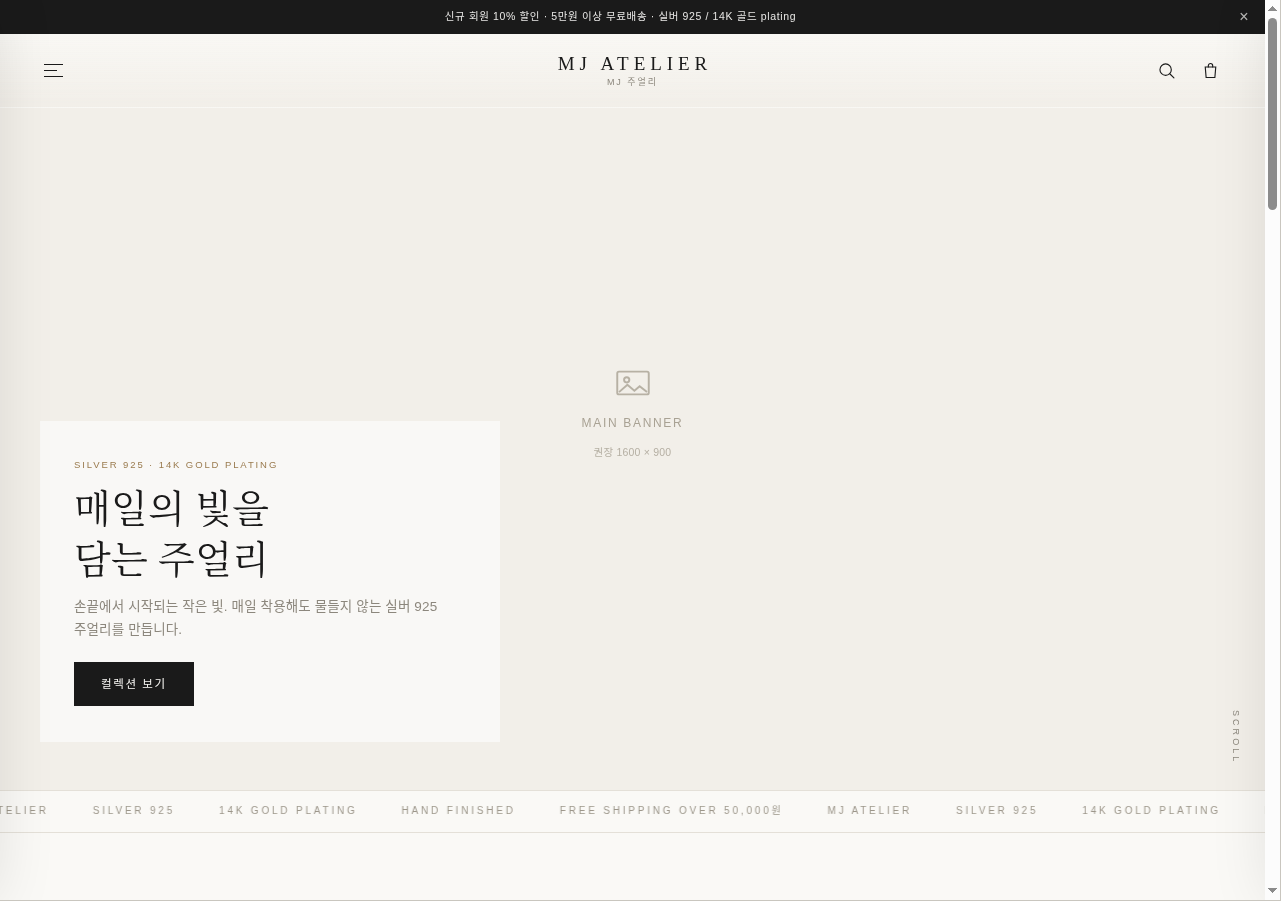 신규 회원 10% 할인 · 5만원 이상 무료배송 · 실버 925 / 14K 골드 plating
×
MJ ATELIER
MJ 주얼리
MAIN BANNER
권장 1600 × 900
SILVER 925 · 14K GOLD PLATING
매일의 빛을
담는 주얼리
손끝에서 시작되는 작은 빛. 매일 착용해도 물들지 않는 실버 925
주얼리를 만듭니다.
컬렉션 보기
SCROLL
TELIER SILVER 925 14K GOLD PLATING HAND FINISHED FREE SHIPPING OVER 50,000원 MJ ATELIER SILVER 925 14K GOLD PLATING